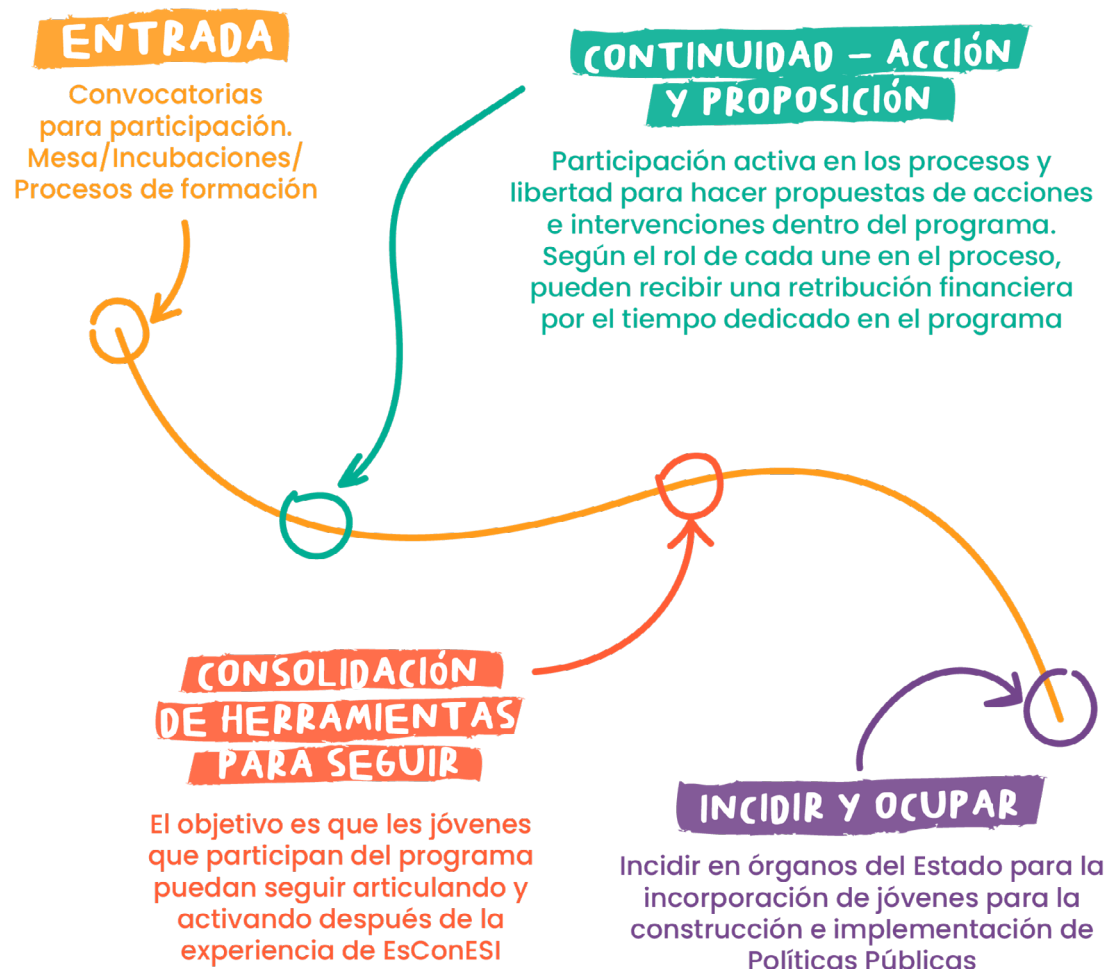 ENTRADA
Convocatorias
para participación.
Mesa/Incubaciones/
Procesos de formación
CONTINUIDAD – ACCIÓN
Y PROPOSICIÓN
Participación activa en los procesos y
libertad para hacer propuestas de acciones
e intervenciones dentro del programa.
Según el rol de cada une en el proceso,
pueden recibir una retribución financiera
por el tiempo dedicado en el programa
CONSOLIDACIÓN
DE HERRAMIENTAS
PARA SEGUIR
El objetivo es que les jóvenes
que participan del programa
puedan seguir articulando y
activando después de la
experiencia de EsConESI
INCIDIR Y OCUPAR
Incidir en órganos del Estado para la
incorporación de jóvenes para la
construcción e implementación de
Políticas Públicas